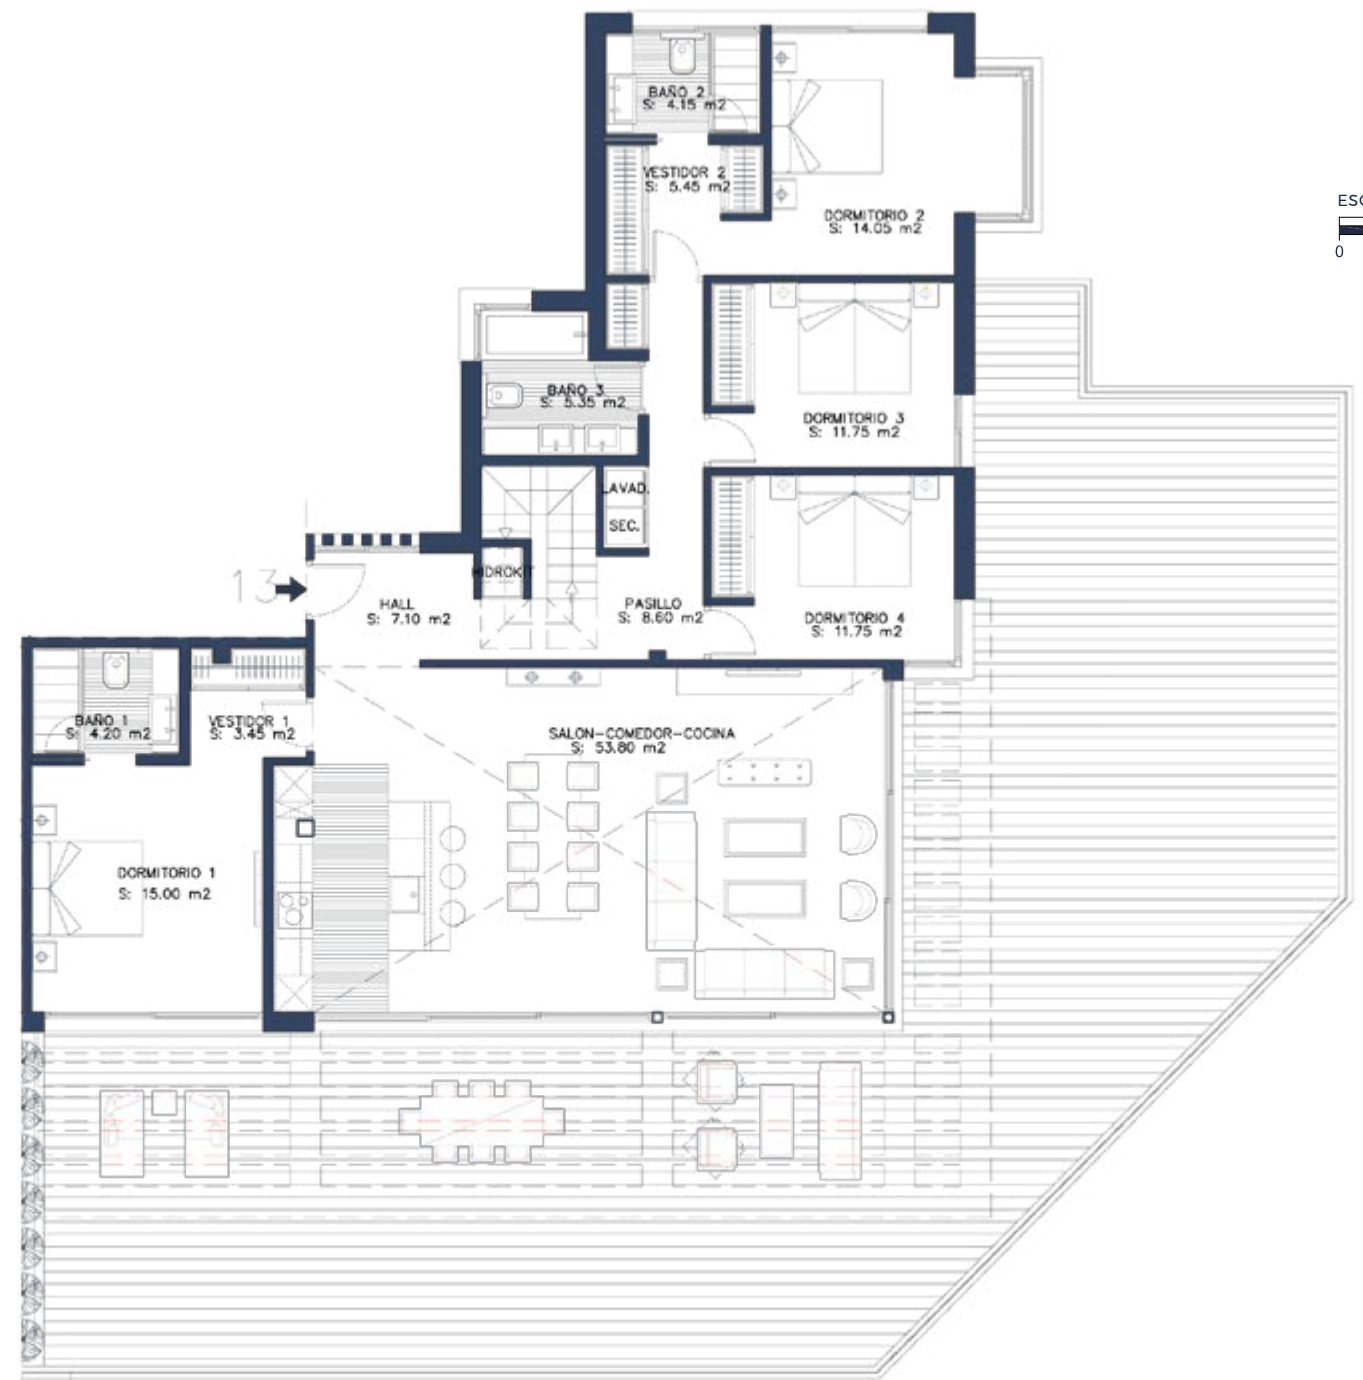 BAÑO 2
S: 4.15 m2
VESTIDOR 2
S: 5.45 m2
DORMITORIO 2
S: 14.05 m2
ESC
0
BAÑO 3
S: 5.35 m2
DORMITORIO 3
S: 11.75 m2
LAVAD.
SEC.
HIDROKIT
13
HALL
S: 7.10 m2
PASILLO
S: 8.60 m2
DORMITORIO 4
S: 11.75 m2
BAÑO 1
S: 4.20 m2
VESTIDOR 1
S: 3.45 m2
SALON-COMEDOR-COCINA
S: 53.80 m2
DORMITORIO 1
S: 15.00 m2